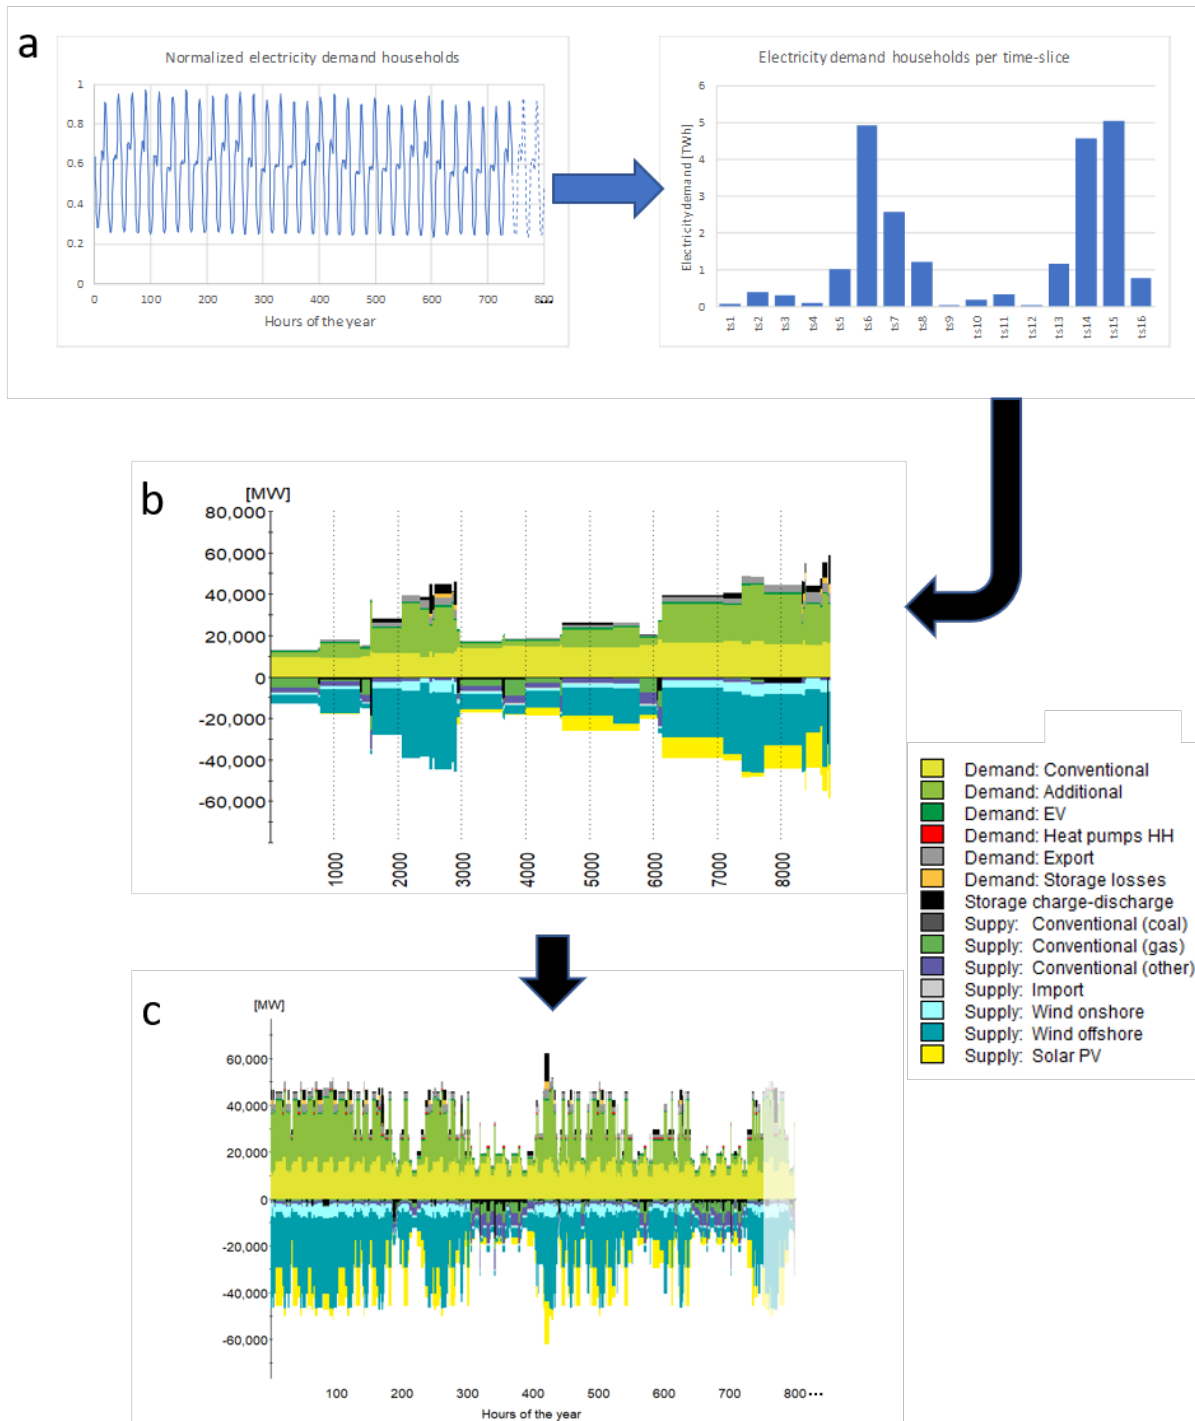 a
Normalized electricity demand households
1
0.8
0.6
0.4
0.2
0
0 100 200 300 400 500 600 700 800...
Hours of the year
Electricity demand households per time-slice
Electricity demand [TWh]
6
5
4
3
2
1
0
ts1 ts2 ts3 ts4 ts5 ts6 ts7 ts8 ts9 ts10 ts11 ts12 ts13 ts14 ts15 ts16
b
[MW]
80,000
60,000
40,000
20,000
0
-20,000
-40,000
-60,000
1000 2000 3000 4000 5000 6000 7000 8000
Demand: Conventional
Demand: Additional
Demand: EV
Demand: Heat pumps HH
Demand: Export
Demand: Storage losses
Storage charge-discharge
Suppy: Conventional (coal)
Supply: Conventional (gas)
Supply: Conventional (other)
Supply: Import
Supply: Wind onshore
Supply: Wind offshore
Supply: Solar PV
c
[MW]
60,000
40,000
20,000
0
-20,000
-40,000
-60,000
100 200 300 400 500 600 700 800...
Hours of the year